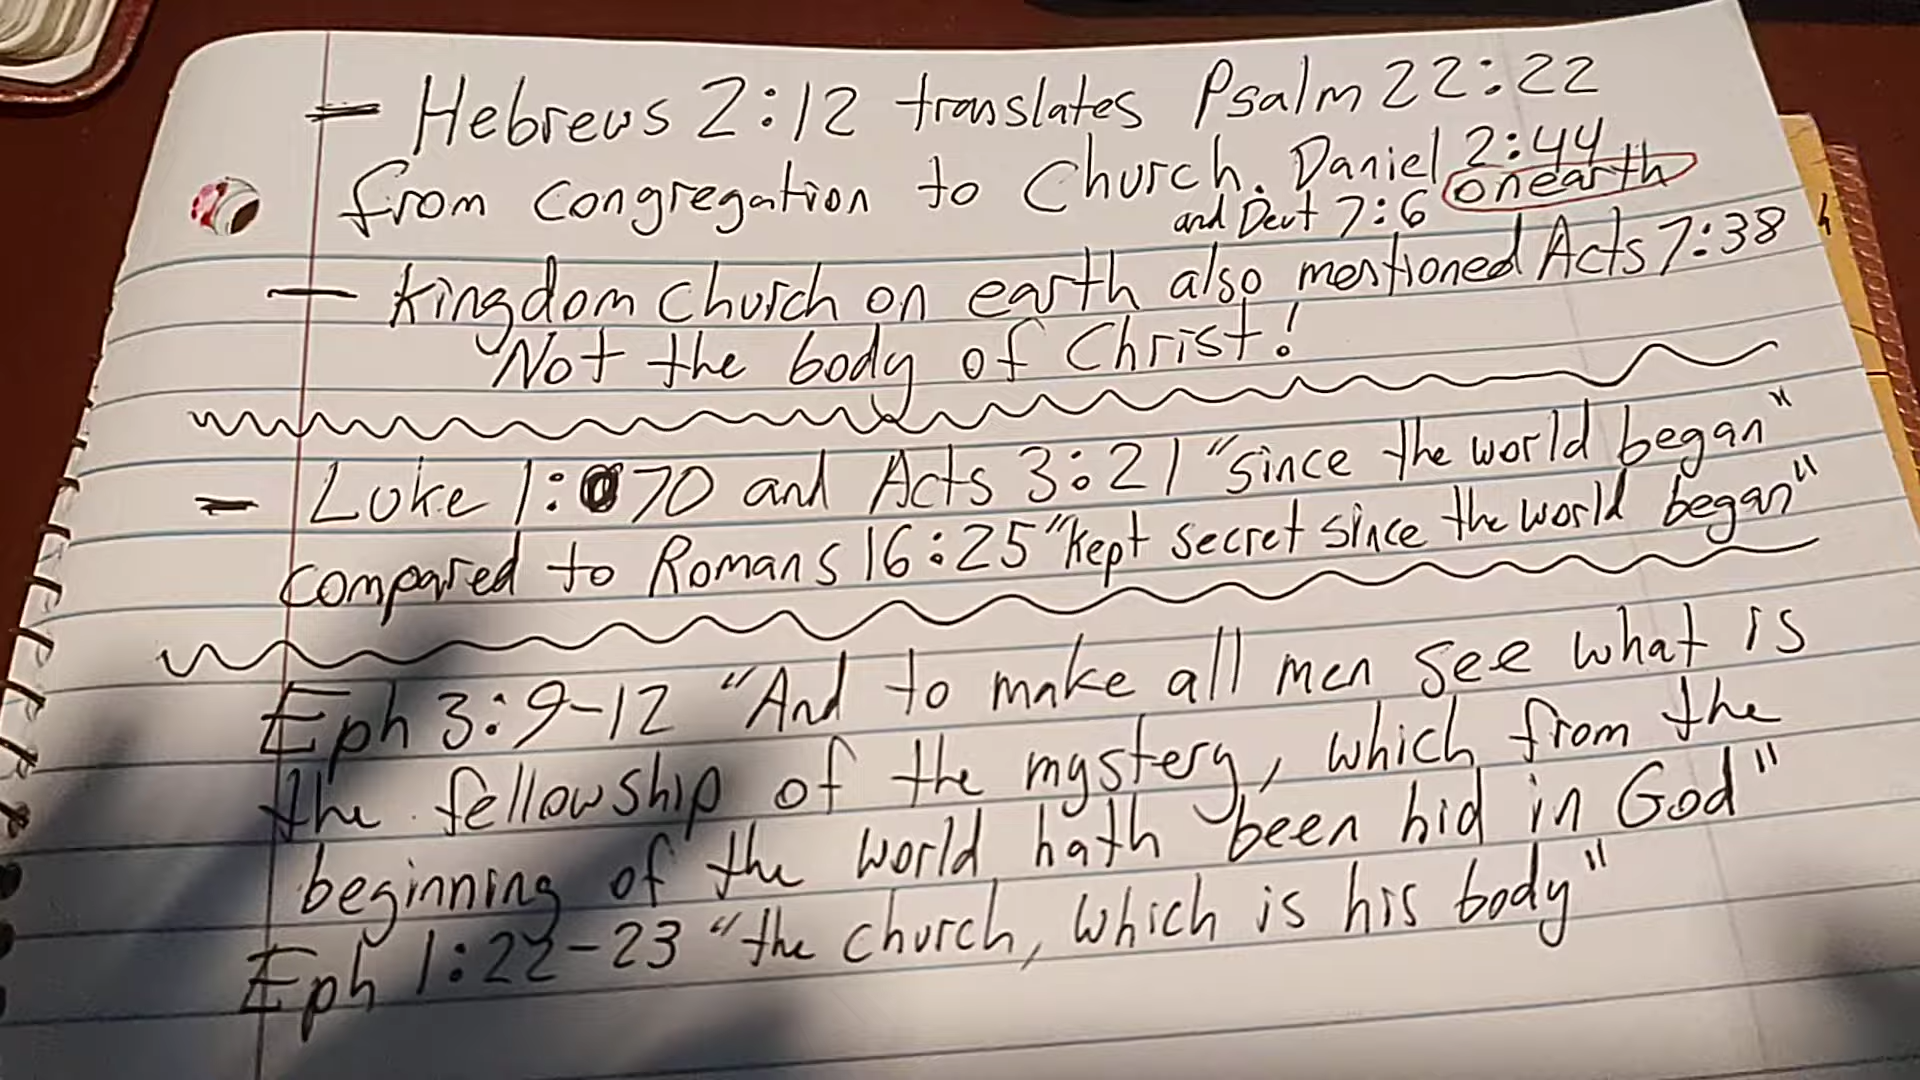 - Hebrews 2:12 translates Psalm 22:22
from congregation to Church. Daniel 2:44
and Deut 7:6 on earth
- Kingdom church on earth also mentioned Acts 7:38
Not the body of Christ!
- Luke 1:70 and Acts 3:21 "since the world began"
compared to Romans 16:25 "kept secret since the world began"
Eph 3:9-12 "And to make all men see what is
the fellowship of the mystery, which from the
beginning of the world hath been hid in God"
Eph 1:22-23 "the church, which is his body"